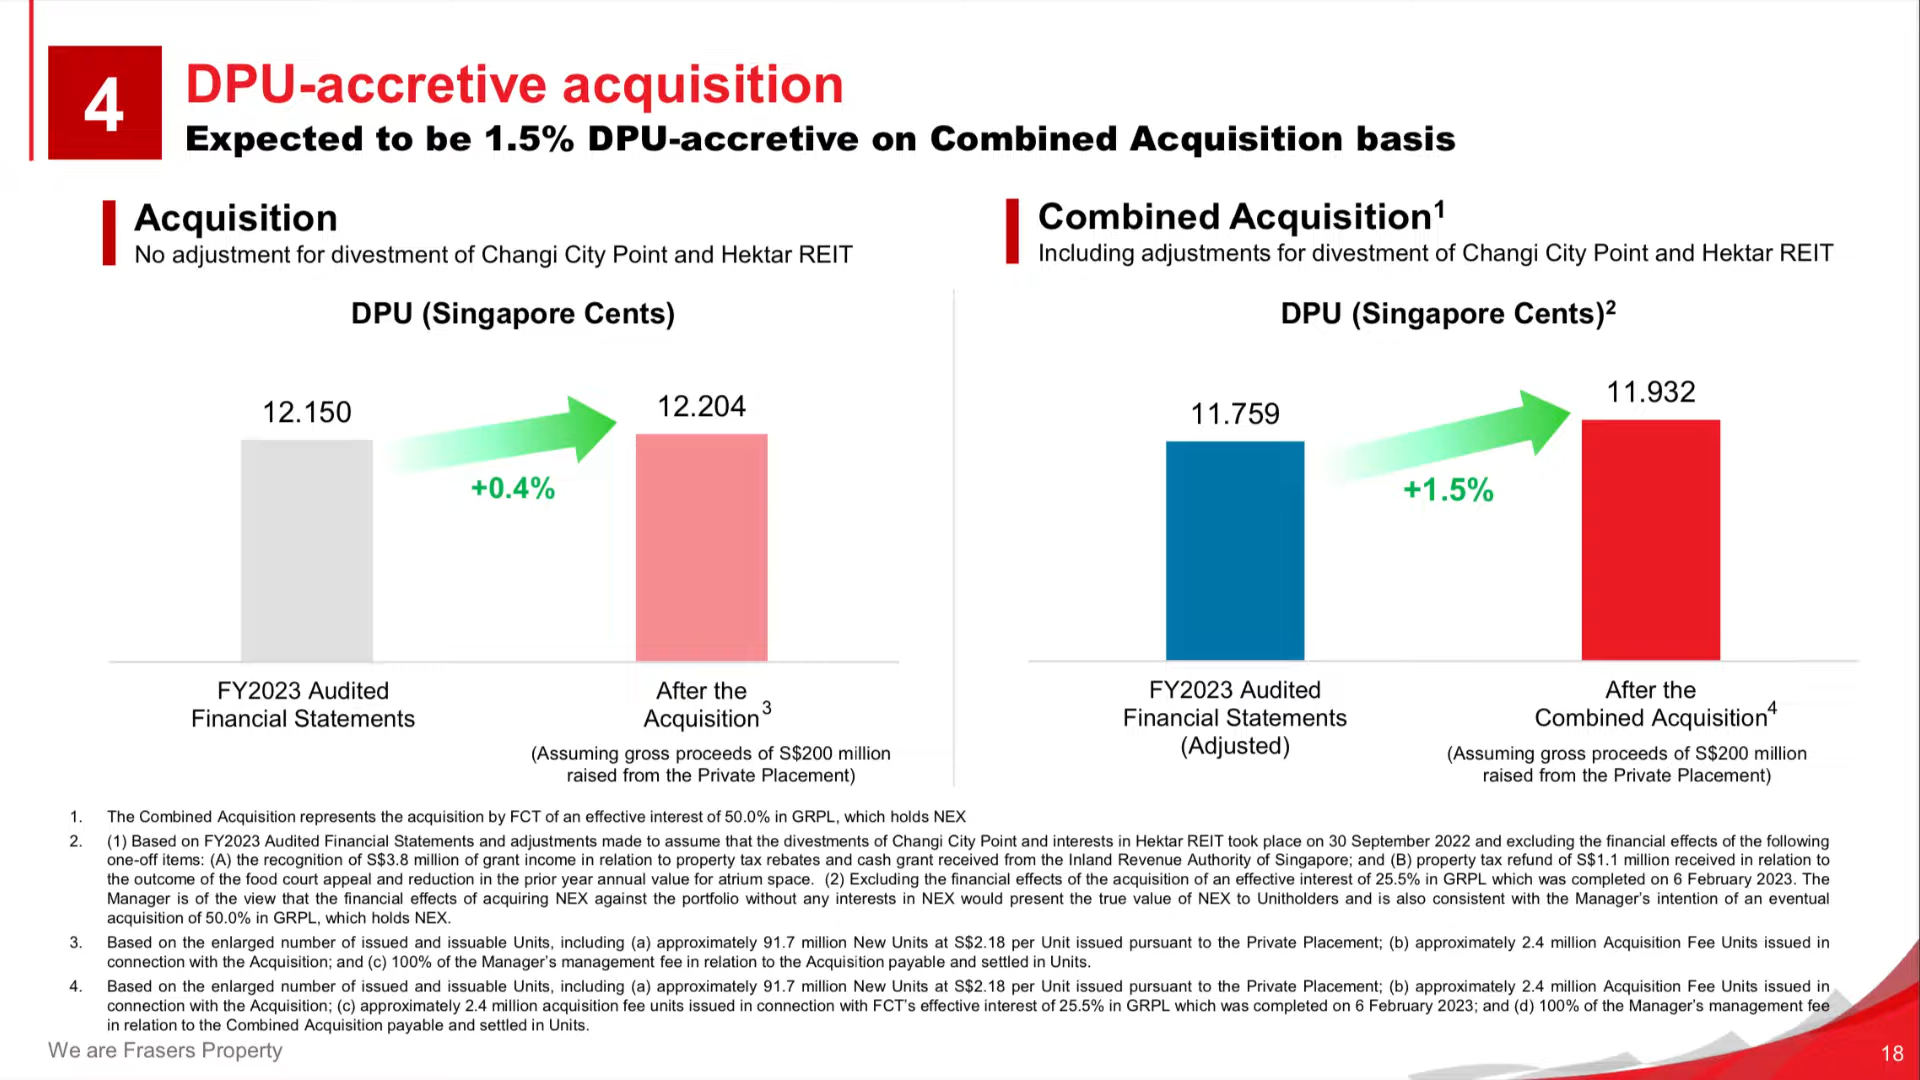 4
DPU-accretive acquisition
Expected to be 1.5% DPU-accretive on Combined Acquisition basis
Acquisition
No adjustment for divestment of Changi City Point and Hektar REIT
DPU (Singapore Cents)
12.150
12.204
+0.4%
FY2023 Audited
Financial Statements
After the
Acquisition3
(Assuming gross proceeds of S$200 million
raised from the Private Placement)
Combined Acquisition1
Including adjustments for divestment of Changi City Point and Hektar REIT
DPU (Singapore Cents)2
11.759
11.932
+1.5%
FY2023 Audited
Financial Statements
(Adjusted)
After the
Combined Acquisition4
(Assuming gross proceeds of S$200 million
raised from the Private Placement)
1. The Combined Acquisition represents the acquisition by FCT of an effective interest of 50.0% in GRPL, which holds NEX
2. (1) Based on FY2023 Audited Financial Statements and adjustments made to assume that the divestments of Changi City Point and interests in Hektar REIT took place on 30 September 2022 and excluding the financial effects of the following
one-off items: (A) the recognition of S$3.8 million of grant income in relation to property tax rebates and cash grant received from the Inland Revenue Authority of Singapore; and (B) property tax refund of S$1.1 million received in relation to
the outcome of the food court appeal and reduction in the prior year annual value for atrium space. (2) Excluding the financial effects of the acquisition of an effective interest of 25.5% in GRPL which was completed on 6 February 2023. The
Manager is of the view that the financial effects of acquiring NEX against the portfolio without any interests in NEX would present the true value of NEX to Unitholders and is also consistent with the Manager's intention of an eventual
acquisition of 50.0% in GRPL, which holds NEX.
3. Based on the enlarged number of issued and issuable Units, including (a) approximately 91.7 million New Units at S$2.18 per Unit issued pursuant to the Private Placement; (b) approximately 2.4 million Acquisition Fee Units issued in
connection with the Acquisition; and (c) 100% of the Manager's management fee in relation to the Acquisition payable and settled in Units.
4. Based on the enlarged number of issued and issuable Units, including (a) approximately 91.7 million New Units at S$2.18 per Unit issued pursuant to the Private Placement; (b) approximately 2.4 million Acquisition Fee Units issued in
connection with the Acquisition; (c) approximately 2.4 million acquisition fee units issued in connection with FCT's effective interest of 25.5% in GRPL which was completed on 6 February 2023; and (d) 100% of the Manager's management fee
in relation to the Combined Acquisition payable and settled in Units.
We are Frasers Property
18